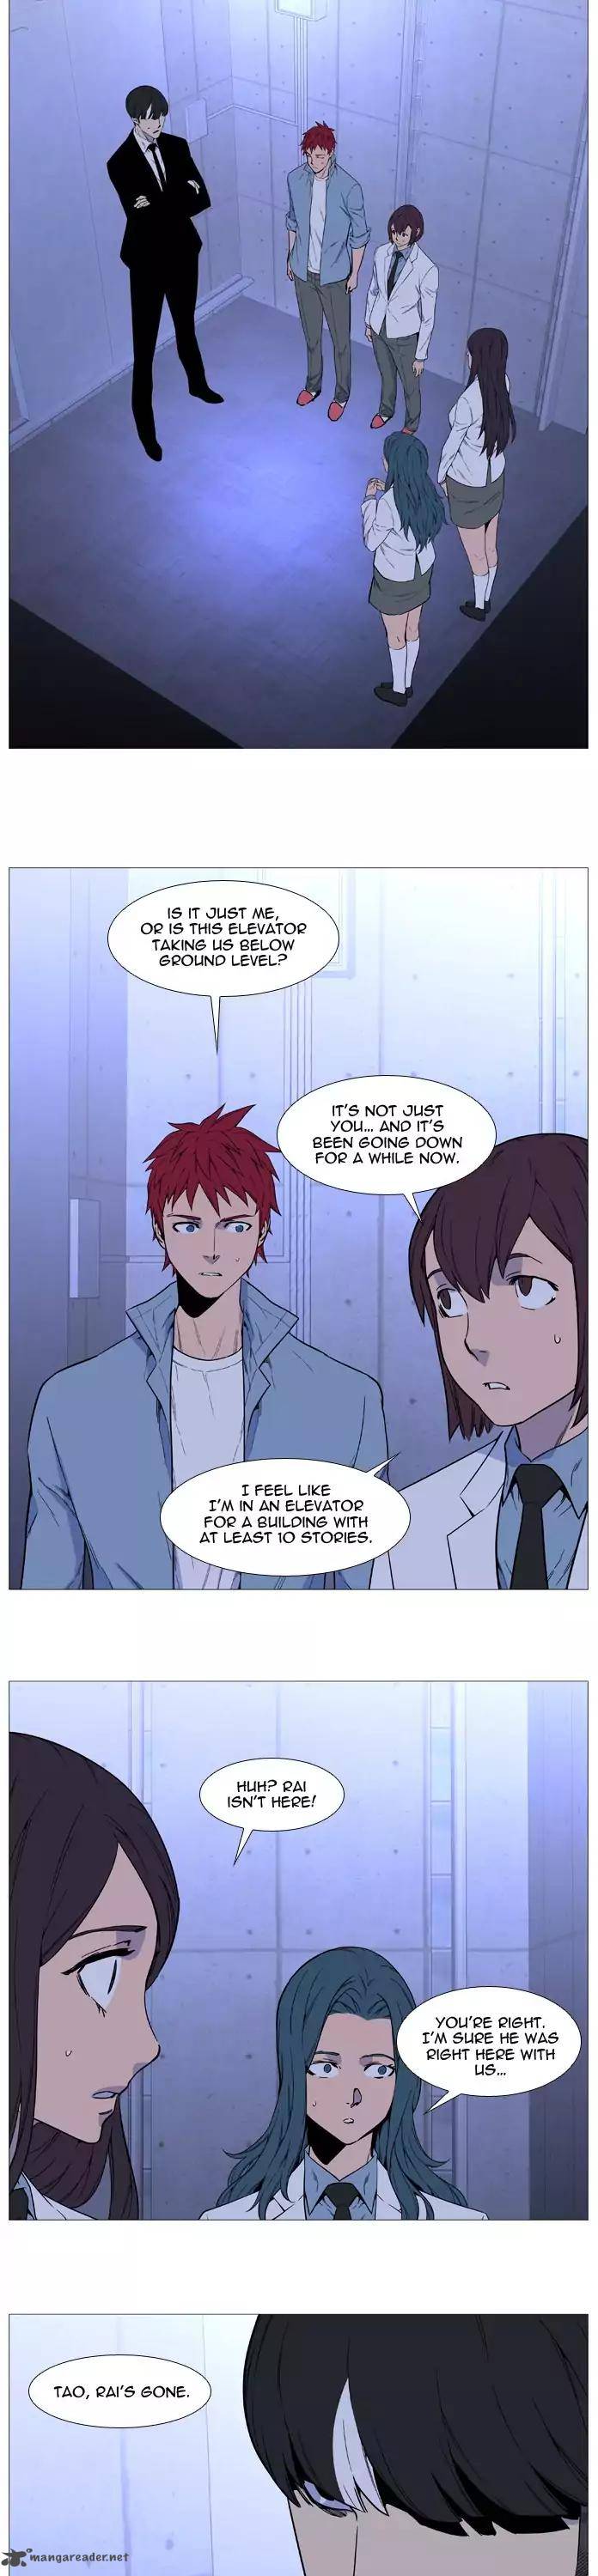 IS IT JUST ME,
OR IS THIS ELEVATOR
TAKING US BELOW
GROUND LEVEL?
IT'S NOT JUST
YOU... AND IT'S
BEEN GOING DOWN
FOR A WHILE NOW.
I FEEL LIKE
I'M IN AN ELEVATOR
FOR A BUILDING WITH
AT LEAST 10 STORIES.
HUH? RAI
ISN'T HERE!
YOU'RE RIGHT.
I'M SURE HE WAS
RIGHT HERE WITH
US...
TAO, RAI'S GONE.
mangareader.net